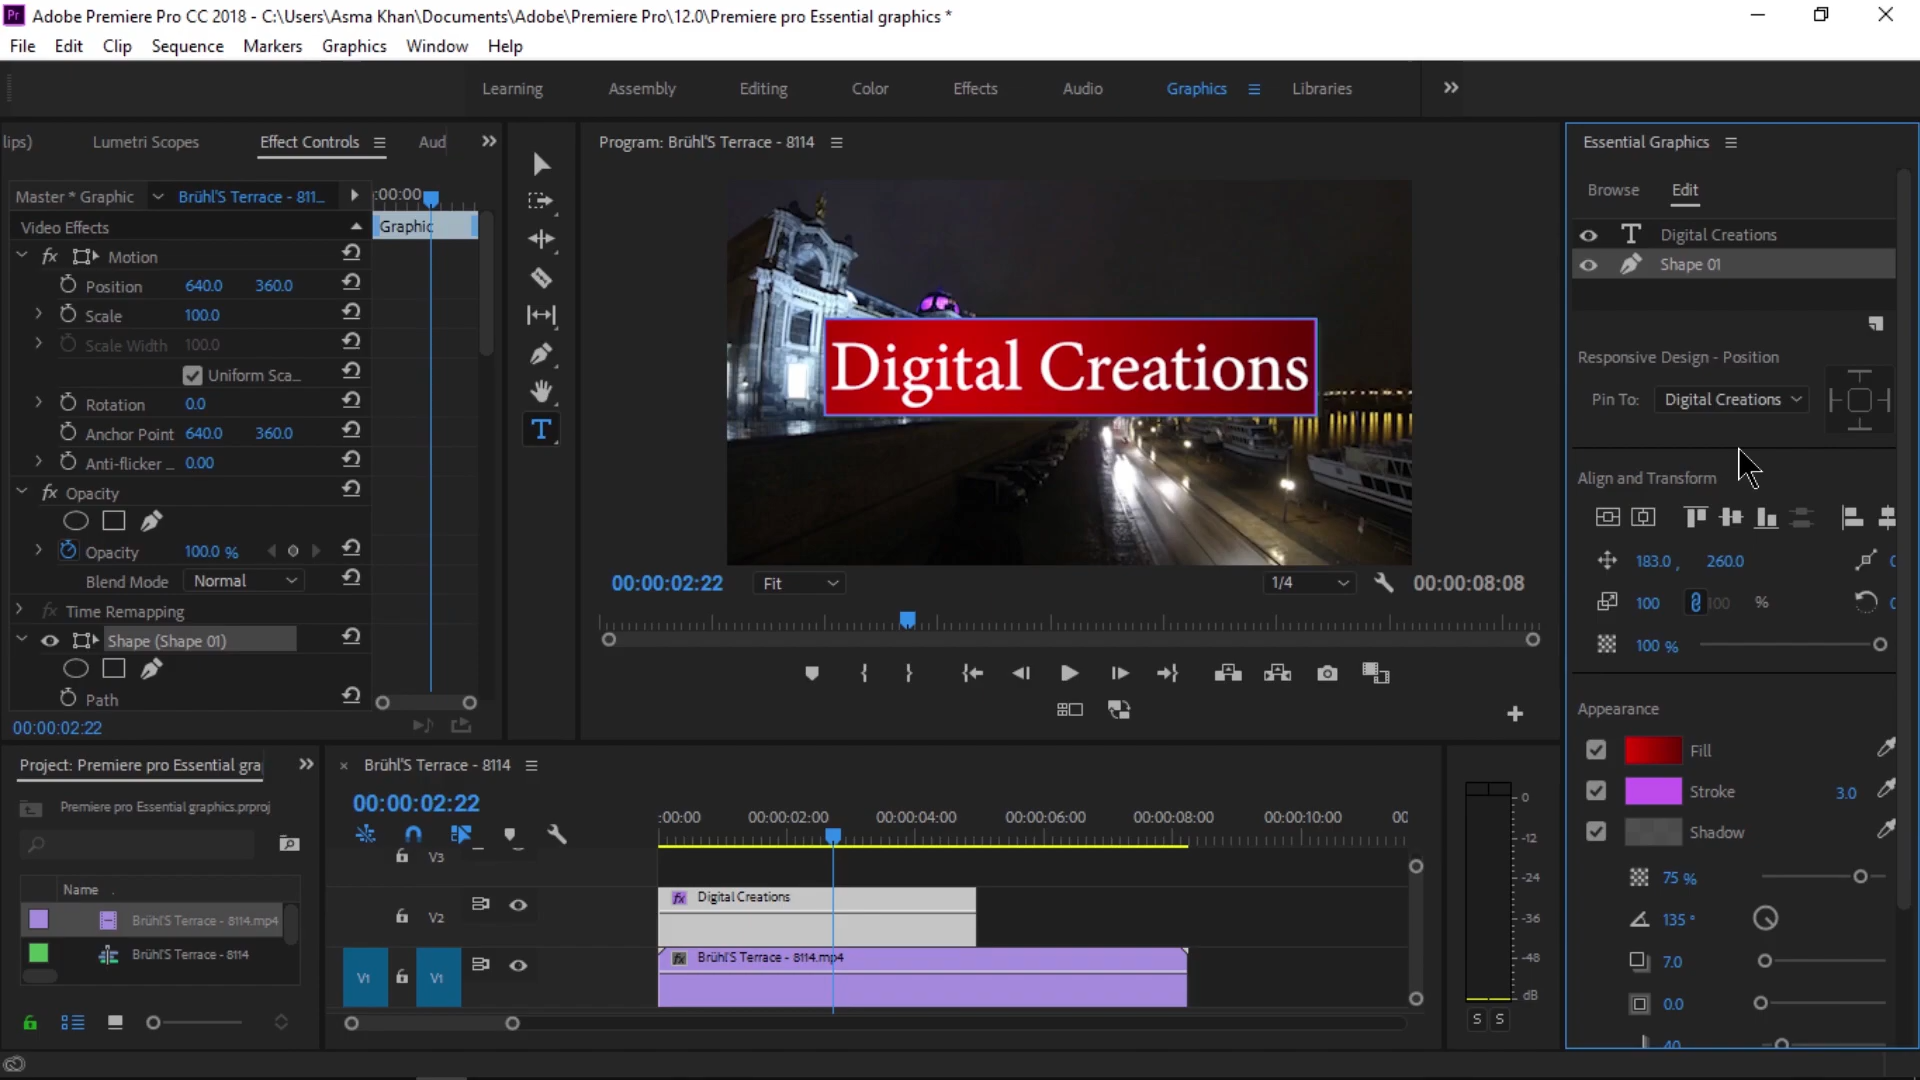 Adobe Premiere Pro CC 2018 - C:\Users\Asma Khan\Documents\Adobe\Premiere Pro\12.0\Premiere pro Essential graphics *
File Edit Clip Sequence Markers Graphics Window Help
Learning Assembly Editing Color Effects Audio Graphics Libraries
lips) Lumetri Scopes Effect Controls Aud
Master * Graphic Brühl'S Terrace - 811... :00:00
Video Effects Graphic
fx Motion
Position 640.0 360.0
Scale 100.0
Scale Width 100.0
Uniform Sca...
Rotation 0.0
Anchor Point 640.0 360.0
Anti-flicker ... 0.00
fx Opacity
Opacity 100.0 %
Blend Mode Normal
fx Time Remapping
Shape (Shape 01)
Path
00:00:02:22
Program: Brühl'S Terrace - 8114
Digital Creations
00:00:02:22 Fit 1/4 00:00:08:08
Essential Graphics
Browse Edit
Digital Creations
Shape 01
Responsive Design - Position
Pin To: Digital Creations
Align and Transform
183.0 , 260.0 0
100 100 % 0
100 %
Appearance
Fill
Stroke 3.0
Shadow
75 %
135 °
7.0
0.0
40
Project: Premiere pro Essential gra
Premiere pro Essential graphics.prproj
Name
Brühl'S Terrace - 8114.mp4
Brühl'S Terrace - 8114
× Brühl'S Terrace - 8114
00:00:02:22
:00:00 00:00:02:00 00:00:04:00 00:00:06:00 00:00:08:00 00:00:10:00 00
V3
V2 fx Digital Creations
V1 V1 fx Brühl'S Terrace - 8114.mp4
0
-12
-24
-36
-48
dB
S S